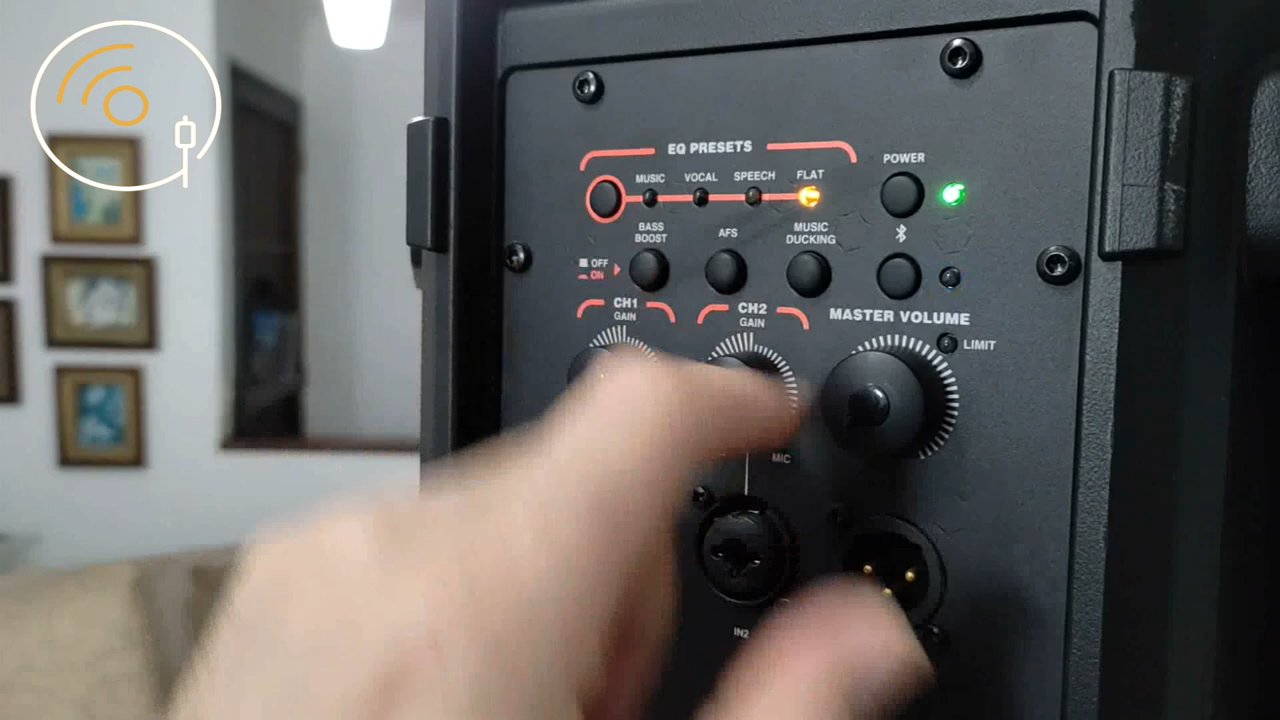 EQ PRESETS
MUSIC
VOCAL
SPEECH
FLAT
POWER
BASS
BOOST
AFS
MUSIC
DUCKING
OFF
ON
CH1
GAIN
CH2
GAIN
MASTER VOLUME
LIMIT
MIC
IN2